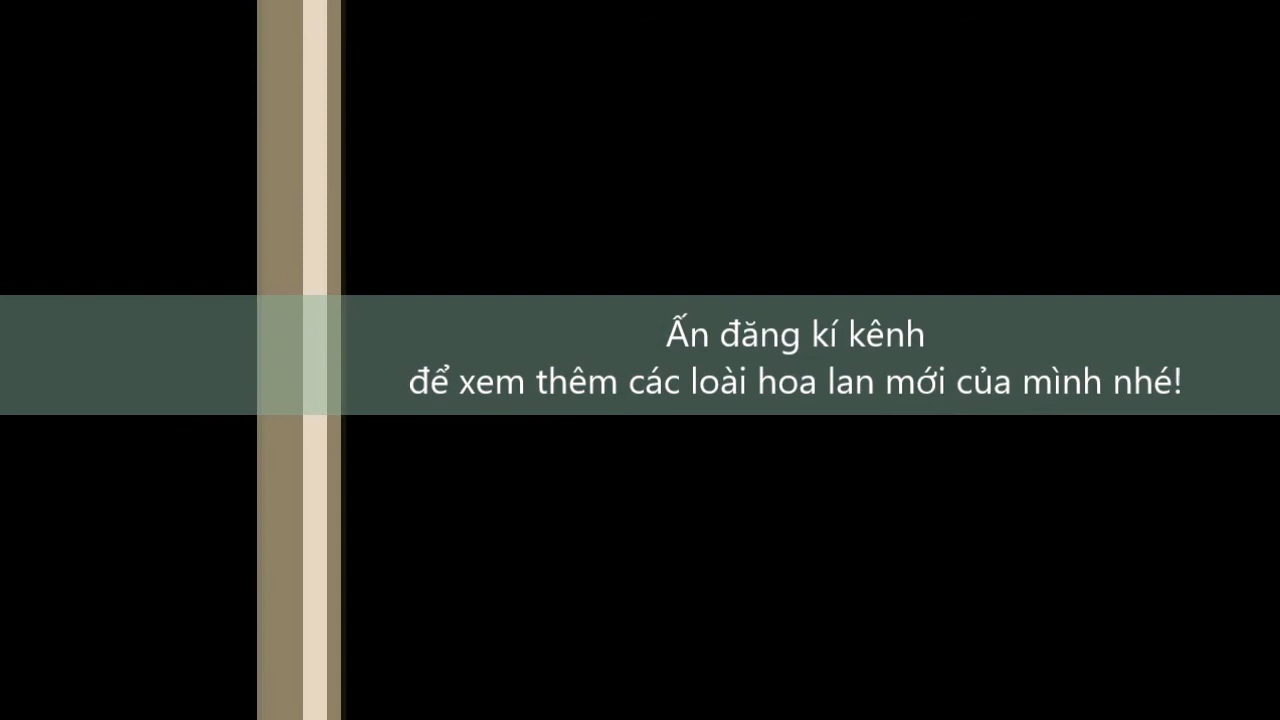 Ấn đăng kí kênh
để xem thêm các loài hoa lan mới của mình nhé!